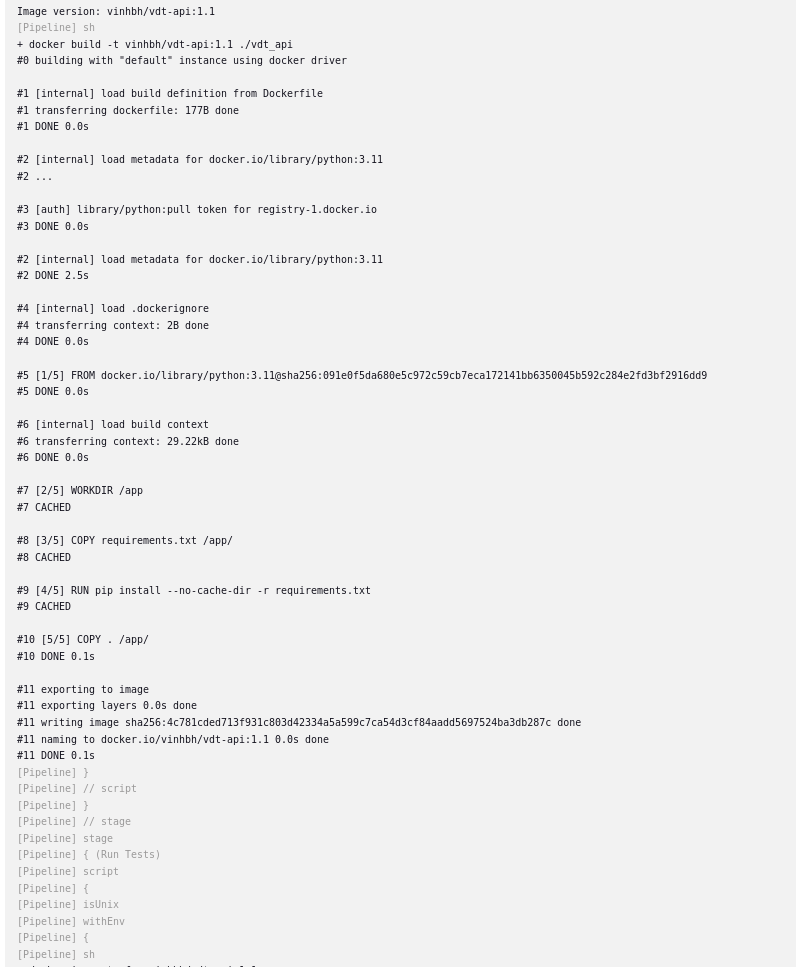 Image version: vinhbh/vdt-api:1.1
[Pipeline] sh
+ docker build -t vinhbh/vdt-api:1.1 ./vdt_api
#0 building with "default" instance using docker driver
#1 [internal] load build definition from Dockerfile
#1 transferring dockerfile: 177B done
#1 DONE 0.0s
#2 [internal] load metadata for docker.io/library/python:3.11
#2 ...
#3 [auth] library/python:pull token for registry-1.docker.io
#3 DONE 0.0s
#2 [internal] load metadata for docker.io/library/python:3.11
#2 DONE 2.5s
#4 [internal] load .dockerignore
#4 transferring context: 2B done
#4 DONE 0.0s
#5 [1/5] FROM docker.io/library/python:3.11@sha256:091e0f5da680e5c972c59cb7eca172141bb6350045b592c284e2fd3bf2916dd9
#5 DONE 0.0s
#6 [internal] load build context
#6 transferring context: 29.22kB done
#6 DONE 0.0s
#7 [2/5] WORKDIR /app
#7 CACHED
#8 [3/5] COPY requirements.txt /app/
#8 CACHED
#9 [4/5] RUN pip install --no-cache-dir -r requirements.txt
#9 CACHED
#10 [5/5] COPY . /app/
#10 DONE 0.1s
#11 exporting to image
#11 exporting layers 0.0s done
#11 writing image sha256:4c781cded713f931c803d42334a5a599c7ca54d3cf84aadd5697524ba3db287c done
#11 naming to docker.io/vinhbh/vdt-api:1.1 0.0s done
#11 DONE 0.1s
[Pipeline] }
[Pipeline] // script
[Pipeline] }
[Pipeline] // stage
[Pipeline] stage
[Pipeline] { (Run Tests)
[Pipeline] script
[Pipeline] {
[Pipeline] isUnix
[Pipeline] withEnv
[Pipeline] {
[Pipeline] sh